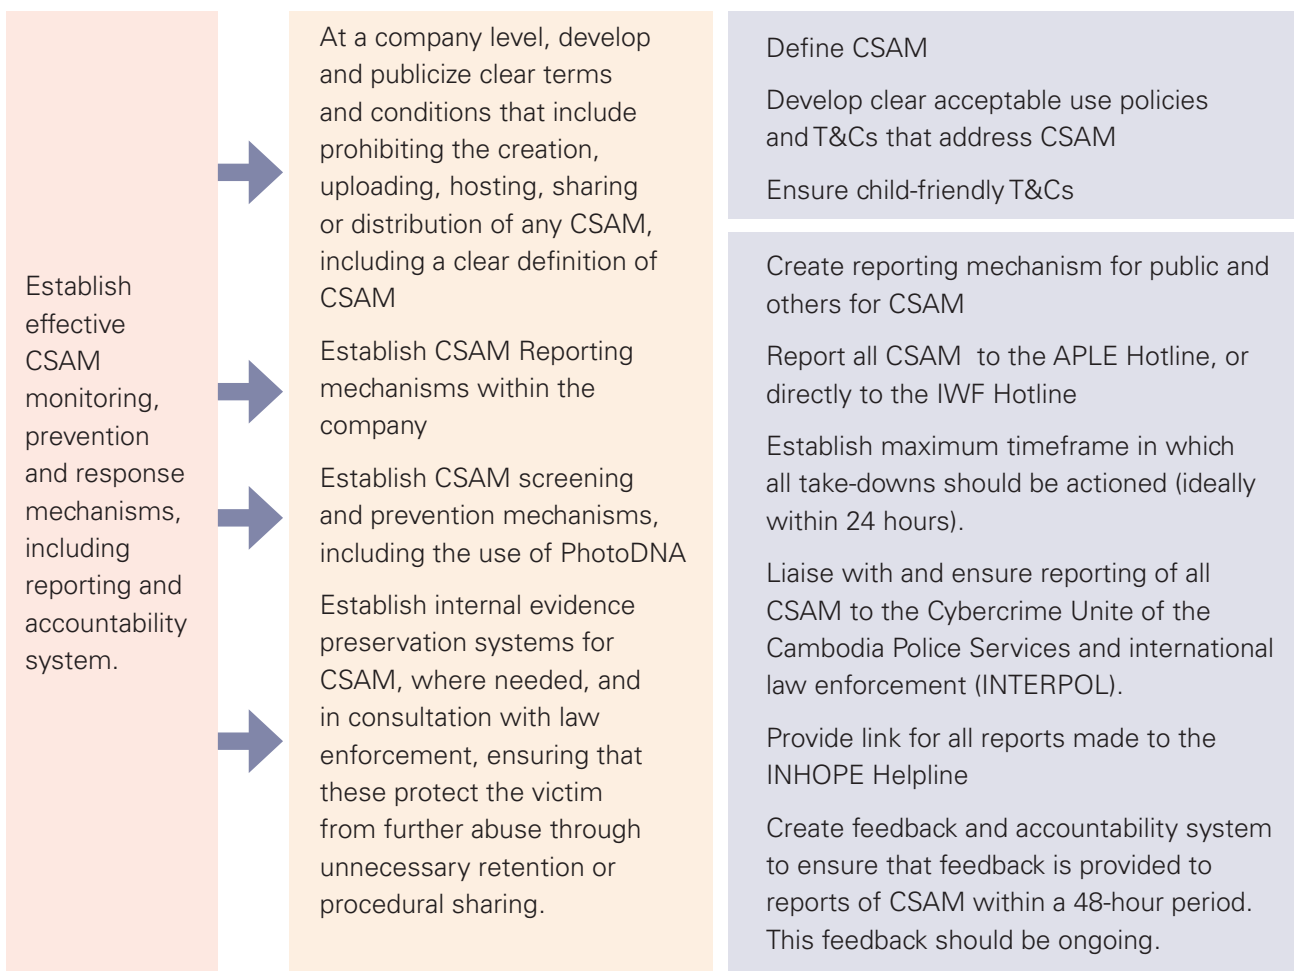 Establish
effective
CSAM
monitoring,
prevention
and response
mechanisms,
including
reporting and
accountability
system.
At a company level, develop
and publicize clear terms
and conditions that include
prohibiting the creation,
uploading, hosting, sharing
or distribution of any CSAM,
including a clear definition of
CSAM
Establish CSAM Reporting
mechanisms within the
company
Establish CSAM screening
and prevention mechanisms,
including the use of PhotoDNA
Establish internal evidence
preservation systems for
CSAM, where needed, and
in consultation with law
enforcement, ensuring that
these protect the victim
from further abuse through
unnecessary retention or
procedural sharing.
Define CSAM
Develop clear acceptable use policies
and T&Cs that address CSAM
Ensure child-friendly T&Cs
Create reporting mechanism for public and
others for CSAM
Report all CSAM to the APLE Hotline, or
directly to the IWF Hotline
Establish maximum timeframe in which
all take-downs should be actioned (ideally
within 24 hours).
Liaise with and ensure reporting of all
CSAM to the Cybercrime Unite of the
Cambodia Police Services and international
law enforcement (INTERPOL).
Provide link for all reports made to the
INHOPE Helpline
Create feedback and accountability system
to ensure that feedback is provided to
reports of CSAM within a 48-hour period.
This feedback should be ongoing.